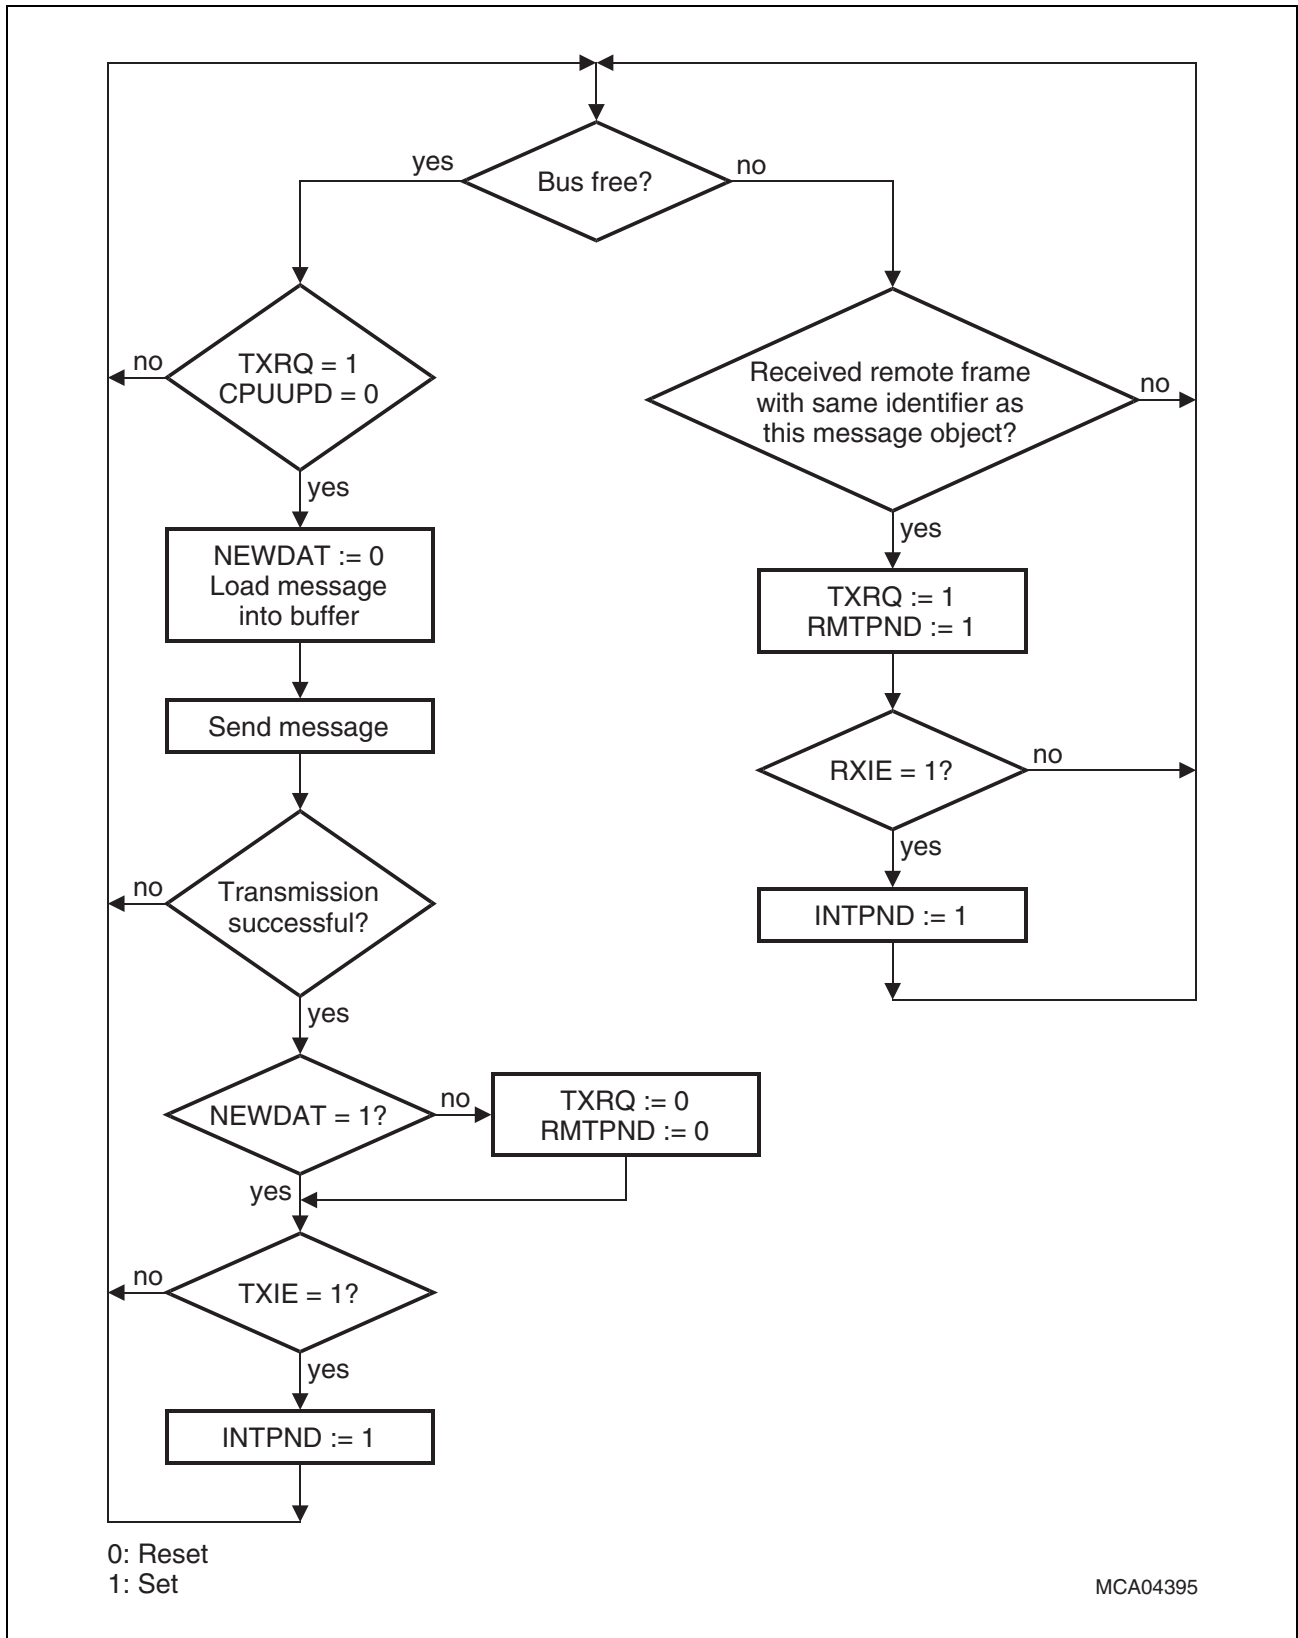 Bus free?
yes
no
TXRQ = 1
CPUUPD = 0
no
yes
NEWDAT := 0
Load message
into buffer
Send message
Transmission
successful?
no
yes
NEWDAT = 1?
no
TXRQ := 0
RMTPND := 0
yes
TXIE = 1?
no
yes
INTPND := 1
Received remote frame
with same identifier as
this message object?
no
yes
TXRQ := 1
RMTPND := 1
RXIE = 1?
no
yes
INTPND := 1
0: Reset
1: Set
MCA04395